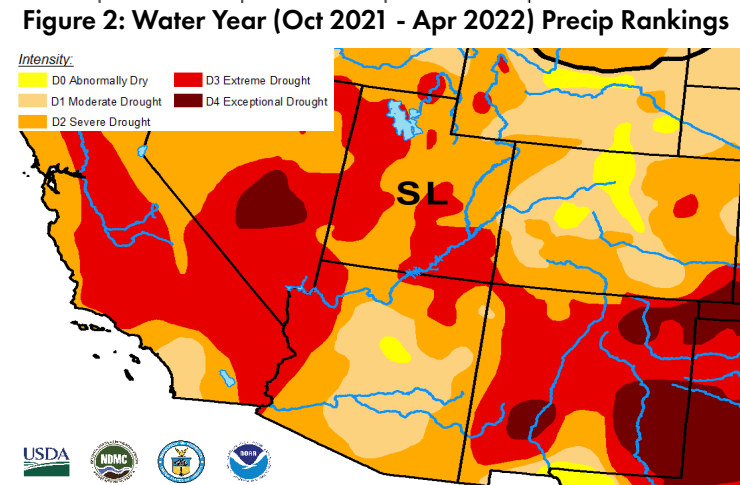 Figure 2: Water Year (Oct 2021 - Apr 2022) Precip Rankings
Intensity:
D0 Abnormally Dry
D1 Moderate Drought
D2 Severe Drought
D3 Extreme Drought
D4 Exceptional Drought
SL
USDA
NDMC
NOAA